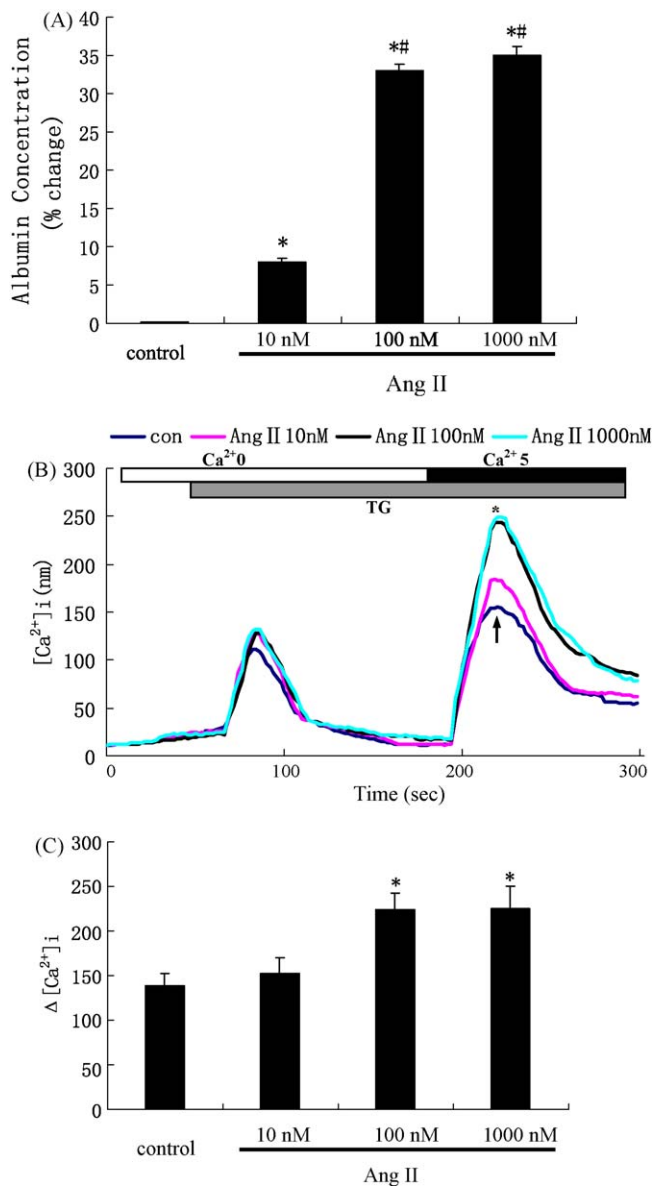 (A)
Albumin Concentration
(% change)
40
35
30
25
20
15
10
5
0
*
*#
*#
control
10 nM
100 nM
1000 nM
Ang II
con
Ang II 10nM
Ang II 100nM
Ang II 1000nM
(B)
Ca²⁺0
Ca²⁺5
TG
*
[Ca²⁺]i (nm)
300
250
200
150
100
50
0
0
100
200
300
Time (sec)
(C)
Δ [Ca²⁺]i
300
250
200
150
100
50
0
*
*
control
10 nM
100 nM
1000 nM
Ang II